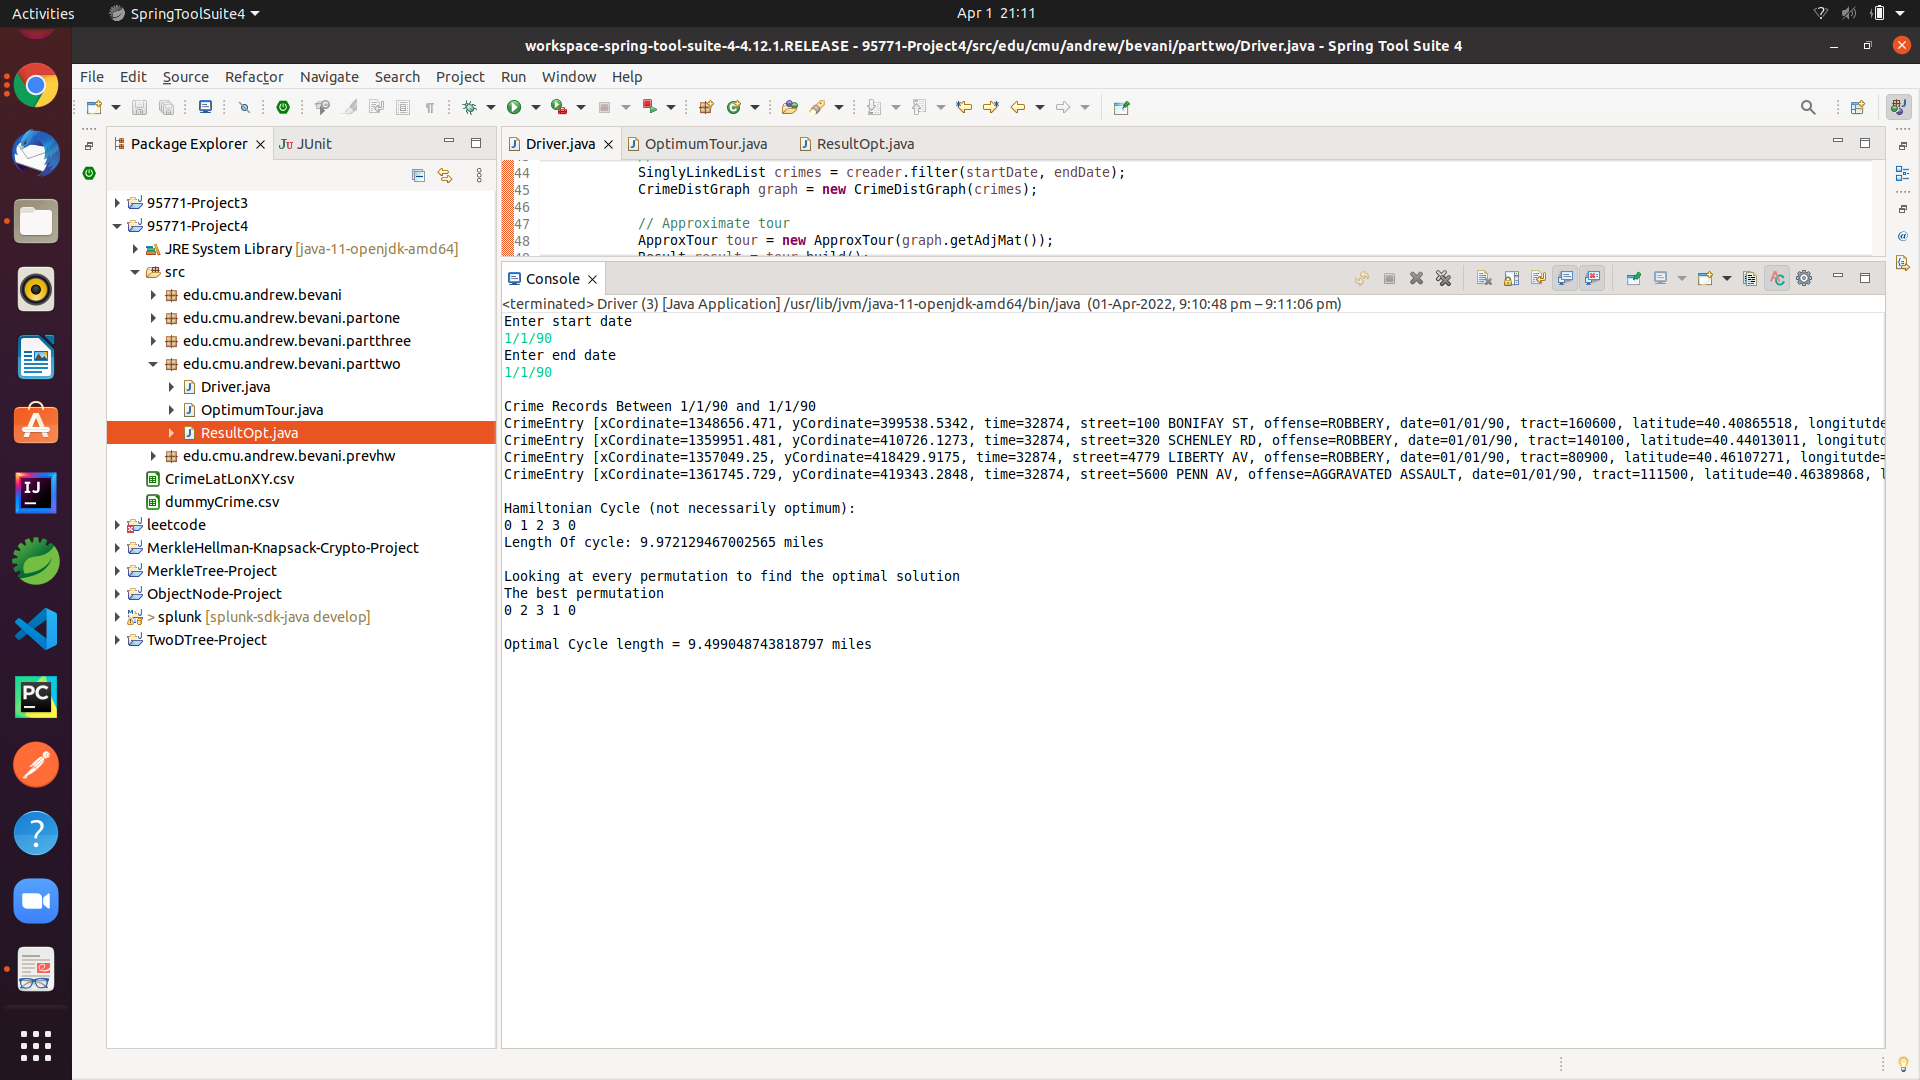 Activities SpringToolSuite4 Apr 1 21:11
workspace-spring-tool-suite-4-4.12.1.RELEASE - 95771-Project4/src/edu/cmu/andrew/bevani/parttwo/Driver.java - Spring Tool Suite 4
File Edit Source Refactor Navigate Search Project Run Window Help
Package Explorer JUnit
95771-Project3
95771-Project4
JRE System Library [java-11-openjdk-amd64]
src
edu.cmu.andrew.bevani
edu.cmu.andrew.bevani.partone
edu.cmu.andrew.bevani.partthree
edu.cmu.andrew.bevani.parttwo
Driver.java
OptimumTour.java
ResultOpt.java
edu.cmu.andrew.bevani.prevhw
CrimeLatLonXY.csv
dummyCrime.csv
leetcode
MerkleHellman-Knapsack-Crypto-Project
MerkleTree-Project
ObjectNode-Project
> splunk [splunk-sdk-java develop]
TwoDTree-Project
Driver.java OptimumTour.java ResultOpt.java
44 SinglyLinkedList crimes = creader.filter(startDate, endDate);
45 CrimeDistGraph graph = new CrimeDistGraph(crimes);
46
47 // Approximate tour
48 ApproxTour tour = new ApproxTour(graph.getAdjMat());
Result result = tour.build();
Console
<terminated> Driver (3) [Java Application] /usr/lib/jvm/java-11-openjdk-amd64/bin/java (01-Apr-2022, 9:10:48 pm – 9:11:06 pm)
Enter start date
1/1/90
Enter end date
1/1/90
Crime Records Between 1/1/90 and 1/1/90
CrimeEntry [xCordinate=1348656.471, yCordinate=399538.5342, time=32874, street=100 BONIFAY ST, offense=ROBBERY, date=01/01/90, tract=160600, latitude=40.40865518, longitutde
CrimeEntry [xCordinate=1359951.481, yCordinate=410726.1273, time=32874, street=320 SCHENLEY RD, offense=ROBBERY, date=01/01/90, tract=140100, latitude=40.44013011, longitutd
CrimeEntry [xCordinate=1357049.25, yCordinate=418429.9175, time=32874, street=4779 LIBERTY AV, offense=ROBBERY, date=01/01/90, tract=80900, latitude=40.46107271, longitutde=
CrimeEntry [xCordinate=1361745.729, yCordinate=419343.2848, time=32874, street=5600 PENN AV, offense=AGGRAVATED ASSAULT, date=01/01/90, tract=111500, latitude=40.46389868, l
Hamiltonian Cycle (not necessarily optimum):
0 1 2 3 0
Length Of cycle: 9.972129467002565 miles
Looking at every permutation to find the optimal solution
The best permutation
0 2 3 1 0
Optimal Cycle length = 9.499048743818797 miles